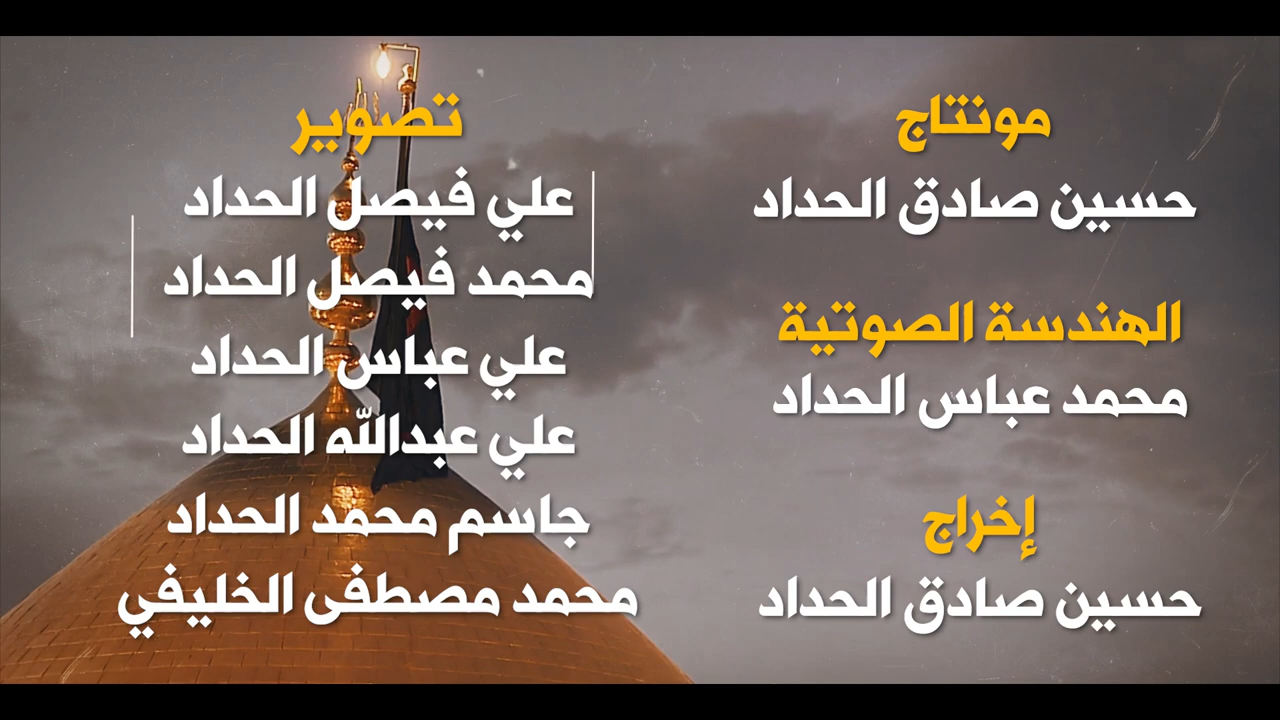 مونتاج
حسين صادق الحداد
الهندسة الصوتية
محمد عباس الحداد
إخراج
حسين صادق الحداد
تصوير
علي فيصل الحداد
محمد فيصل الحداد
علي عباس الحداد
علي عبدالله الحداد
جاسم محمد الحداد
محمد مصطفى الخليفي